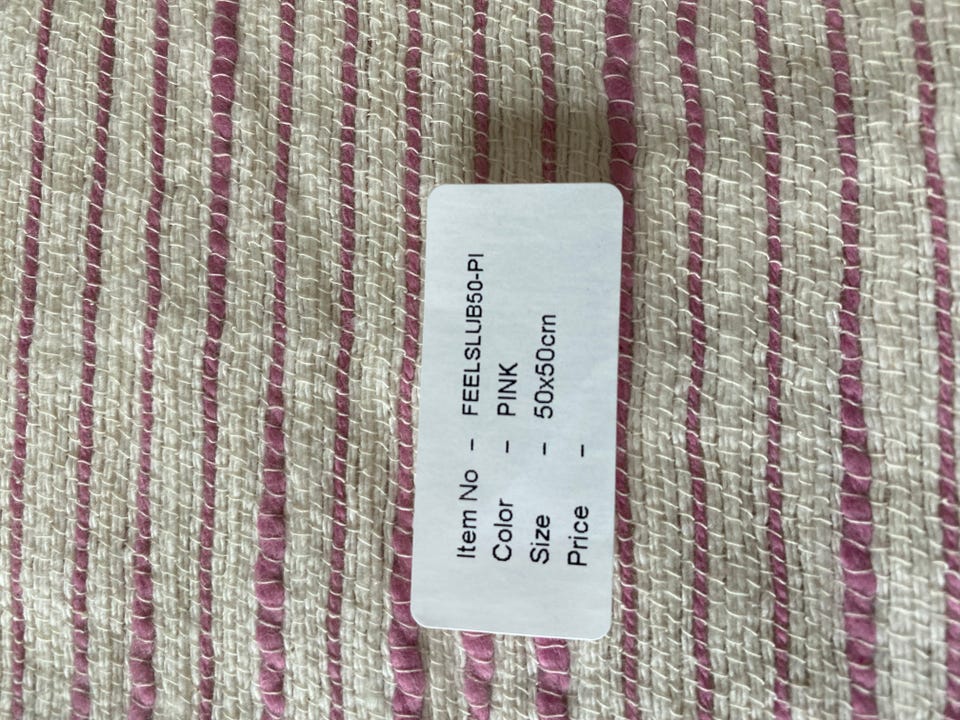 Item No - FEELSLUB50-PI
Color - PINK
Size - 50x50cm
Price -